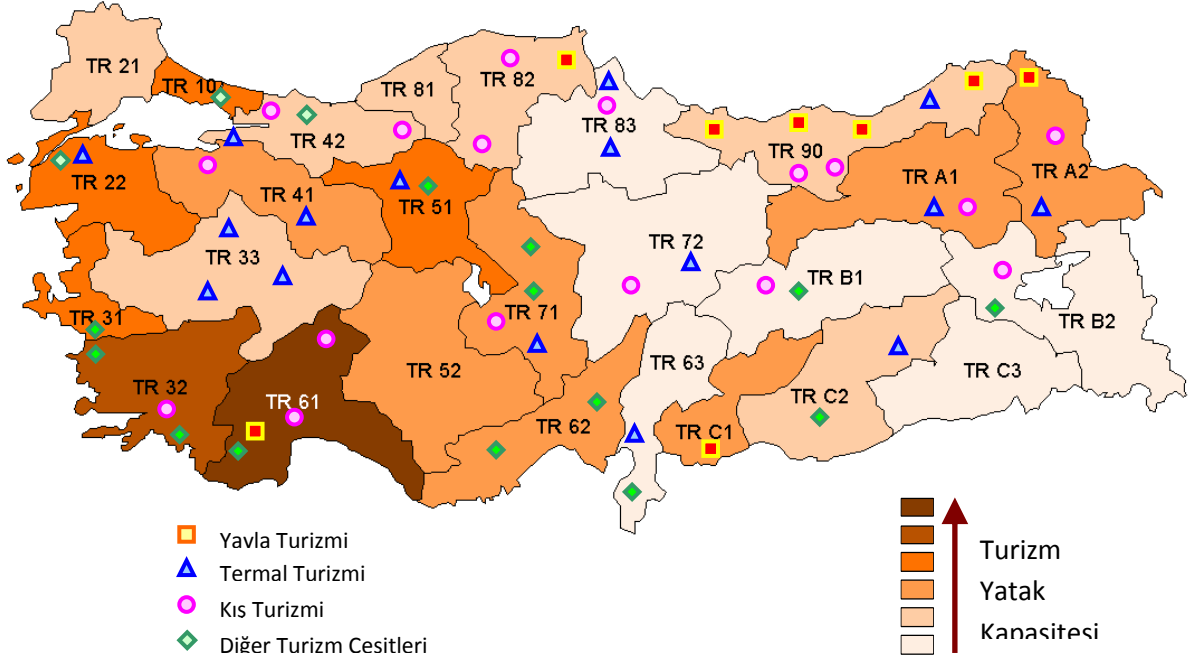 TR 21
TR 10
TR 81
TR 82
TR 42
TR 83
TR 90
TR 22
TR 41
TR 51
TR A1
TR A2
TR 33
TR 72
TR B1
TR 31
TR 71
TR B2
TR 52
TR 63
TR C3
TR 32
TR 61
TR C2
TR 62
TR C1
Yavla Turizmi
Termal Turizmi
Kıs Turizmi
Diğer Turizm Cesitleri
Turizm
Yatak
Kapasitesi